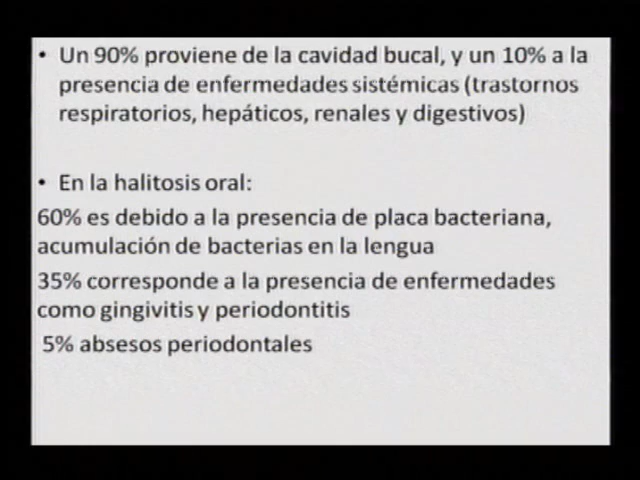 • Un 90% proviene de la cavidad bucal, y un 10% a la
presencia de enfermedades sistémicas (trastornos
respiratorios, hepáticos, renales y digestivos)
• En la halitosis oral:
60% es debido a la presencia de placa bacteriana,
acumulación de bacterias en la lengua
35% corresponde a la presencia de enfermedades
como gingivitis y periodontitis
5% absesos periodontales